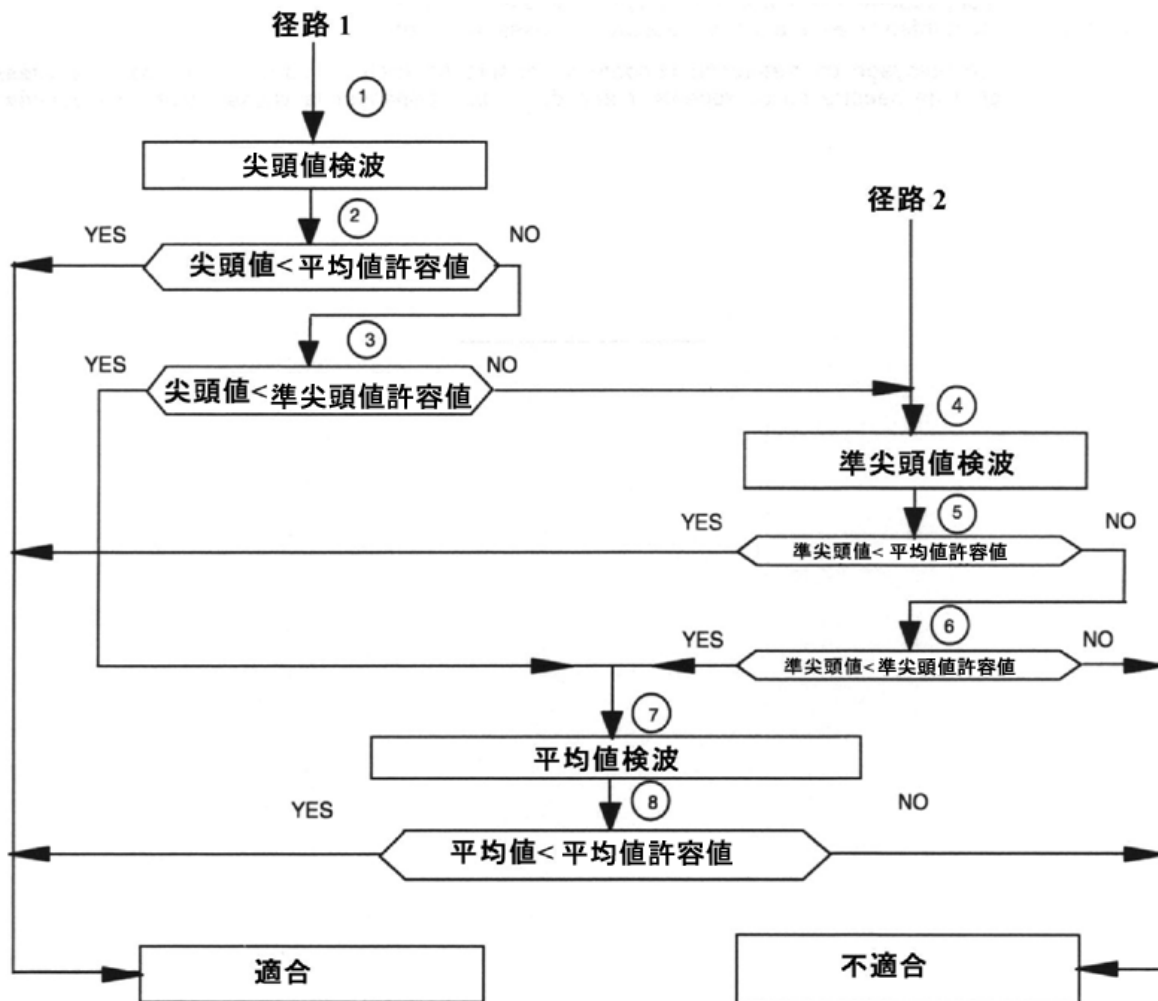 径路 1
1
尖頭値検波
2
YES
NO
尖頭値<平均値許容値
3
YES
NO
尖頭値<準尖頭値許容値
径路 2
4
準尖頭値検波
5
YES
NO
準尖頭値<平均値許容値
6
YES
NO
準尖頭値<準尖頭値許容値
7
平均値検波
8
YES
NO
平均値<平均値許容値
適合
不適合